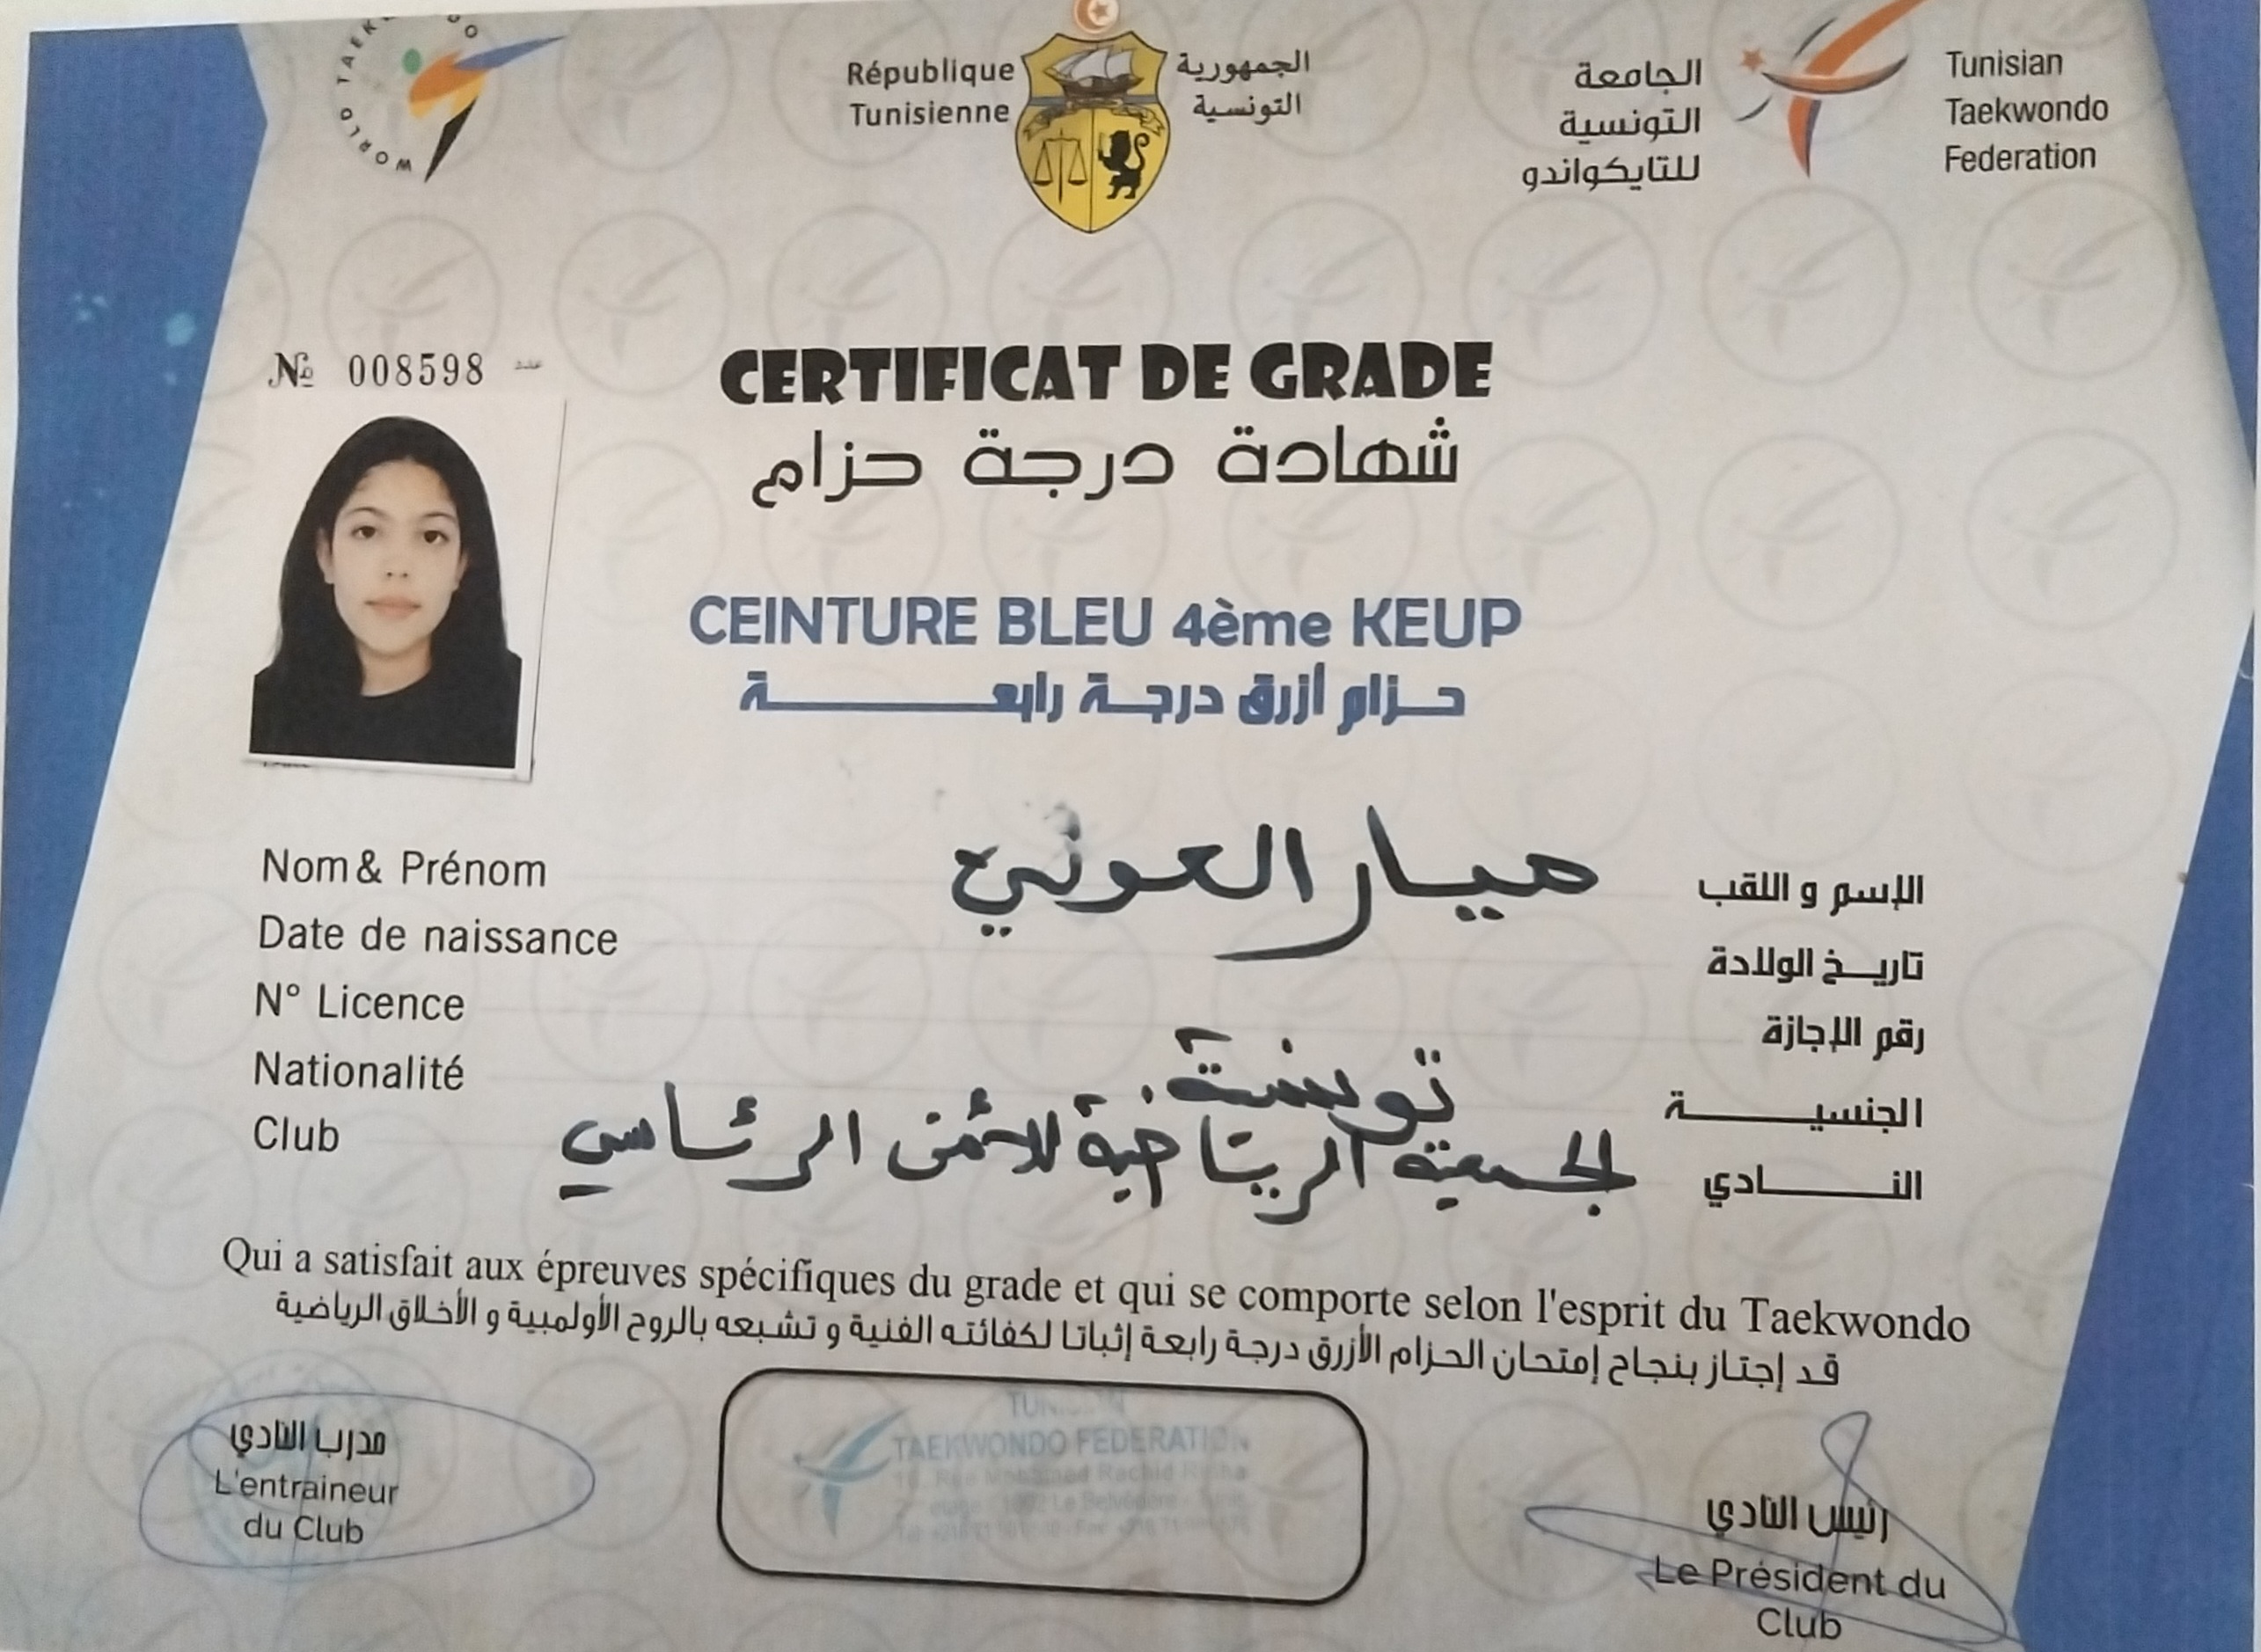 WORLD TAEK
République
Tunisienne
الجمهورية
التونسية
الجامعة
التونسية
للتايكواندو
Tunisian
Taekwondo
Federation
№ 008598
CERTIFICAT DE GRADE
شهادة درجة حزام
CEINTURE BLEU 4ème KEUP
حزام أزرق درجة رابعة
Nom & Prénom ميار العوني الإسم و اللقب
Date de naissance تاريخ الولادة
N° Licence رقم الإجازة
Nationalité تونسية الجنسية
Club الجمعية الرياضية للأمن الرئاسي النادي
Qui a satisfait aux épreuves spécifiques du grade et qui se comporte selon l'esprit du Taekwondo
قد إجتاز بنجاح إمتحان الحزام الأزرق درجة رابعة إثباتا لكفائته الفنية و تشبعه بالروح الأولمبية و الأخلاق الرياضية
مدرب النادي
L'entraineur
du Club
TAEKWONDO FEDERATION
رئيس النادي
Le Président du
Club